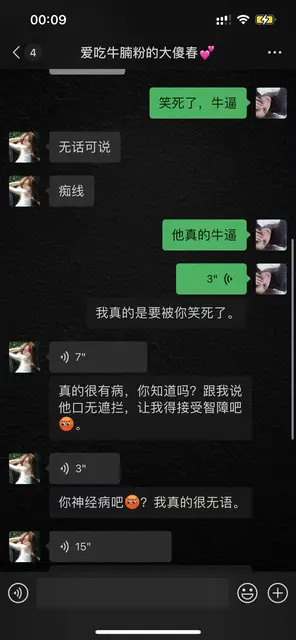 00:09
4
爱吃牛腩粉的大傻春💕
笑死了，牛逼
无话可说
痴线
他真的牛逼
3"
我真的是要被你笑死了。
7"
真的很有病，你知道吗？跟我说
他口无遮拦，让我得接受智障吧
😡。
3"
你神经病吧😡？我真的很无语。
15"